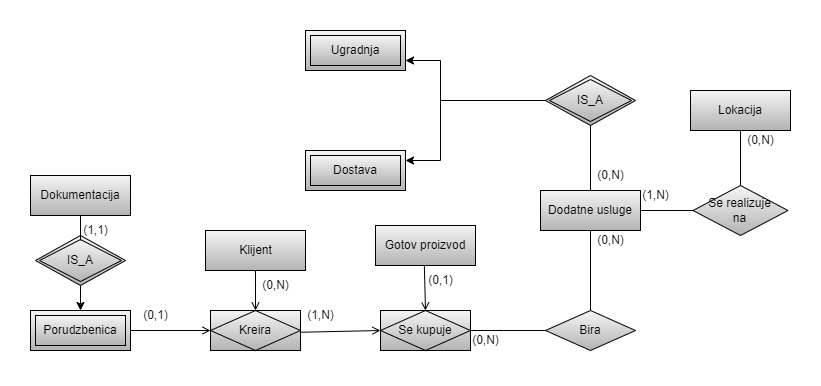 Ugradnja
IS_A
Lokacija
(0,N)
Dostava
(0,N)
Dokumentacija
(1,N)
Dodatne usluge
Se realizuje
na
(1,1)
Klijent
Gotov proizvod
(0,N)
IS_A
(0,N)
(0,1)
Porudzbenica
(0,1)
Kreira
(1,N)
Se kupuje
(0,N)
Bira